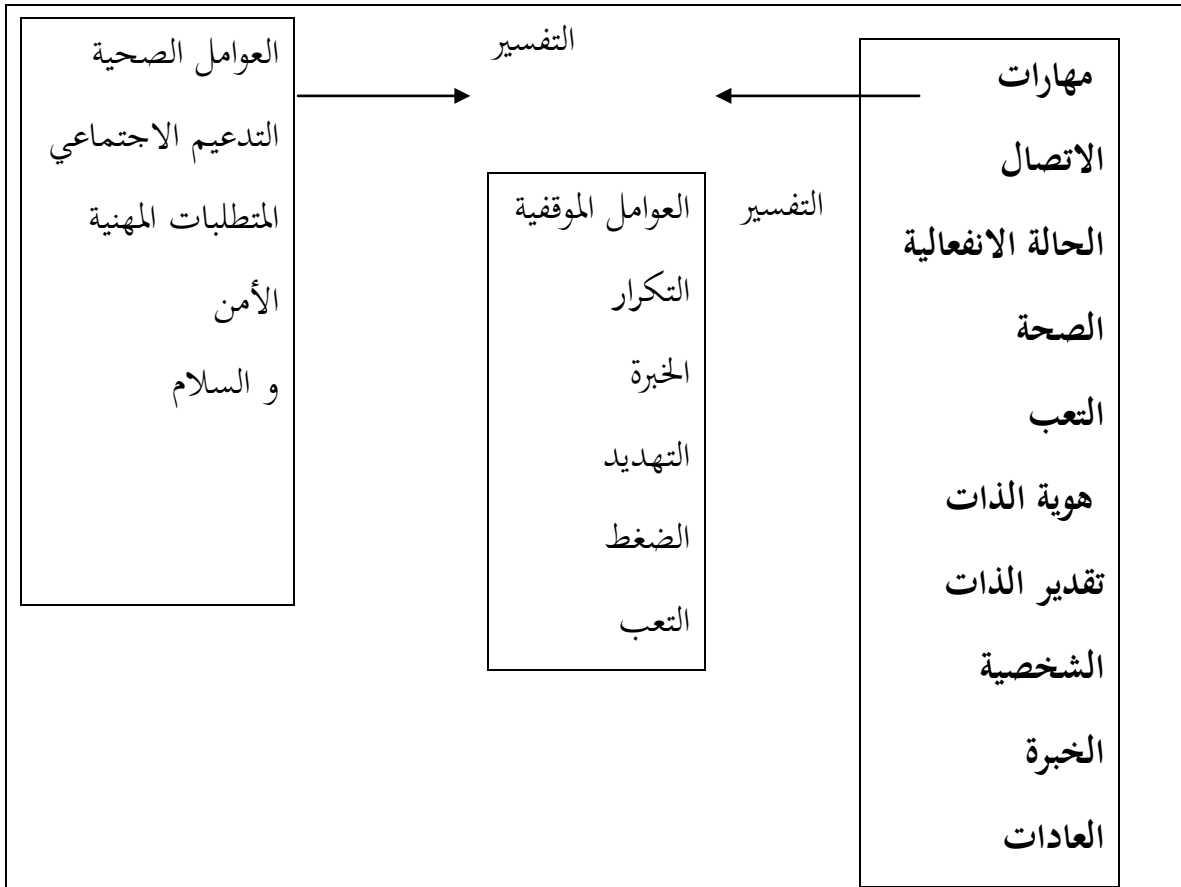 التفسير
مهارات
الاتصال
الحالة الانفعالية
الصحة
التعب
هوية الذات
تقدير الذات
الشخصية
الخبرة
العادات
التفسير
العوامل الموقفية
التكرار
الخبرة
التهديد
الضغط
التعب
العوامل الصحية
التدعيم الاجتماعي
المتطلبات المهنية
الأمن
و السلام